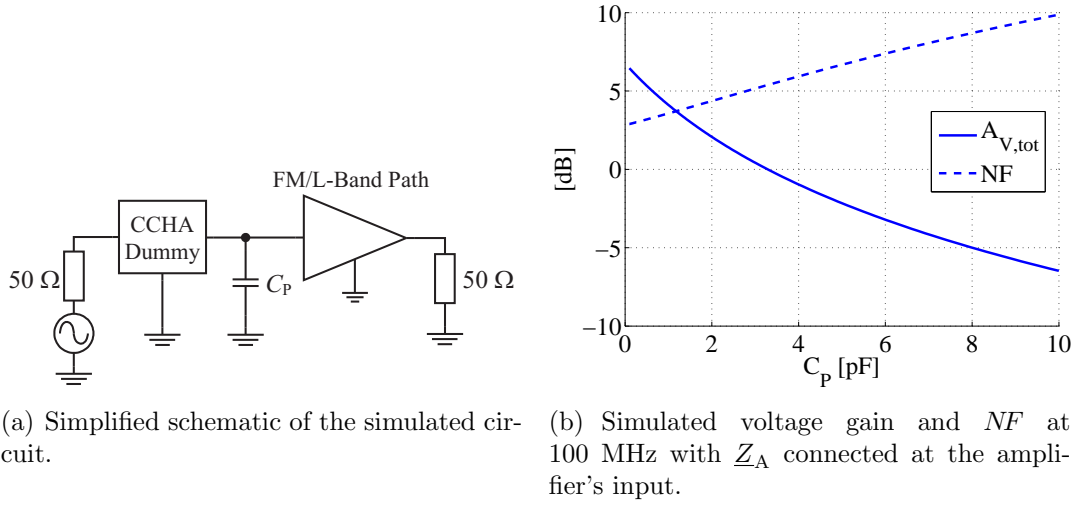 FM/L-Band Path
CCHA
Dummy
50 Ω
C_P
50 Ω
(a) Simplified schematic of the simulated cir-
cuit.
10
5
0
−5
−10
[dB]
A_V,tot
NF
0 2 4 6 8 10
C_P [pF]
(b) Simulated voltage gain and NF at
100 MHz with Z_A connected at the ampli-
fier's input.